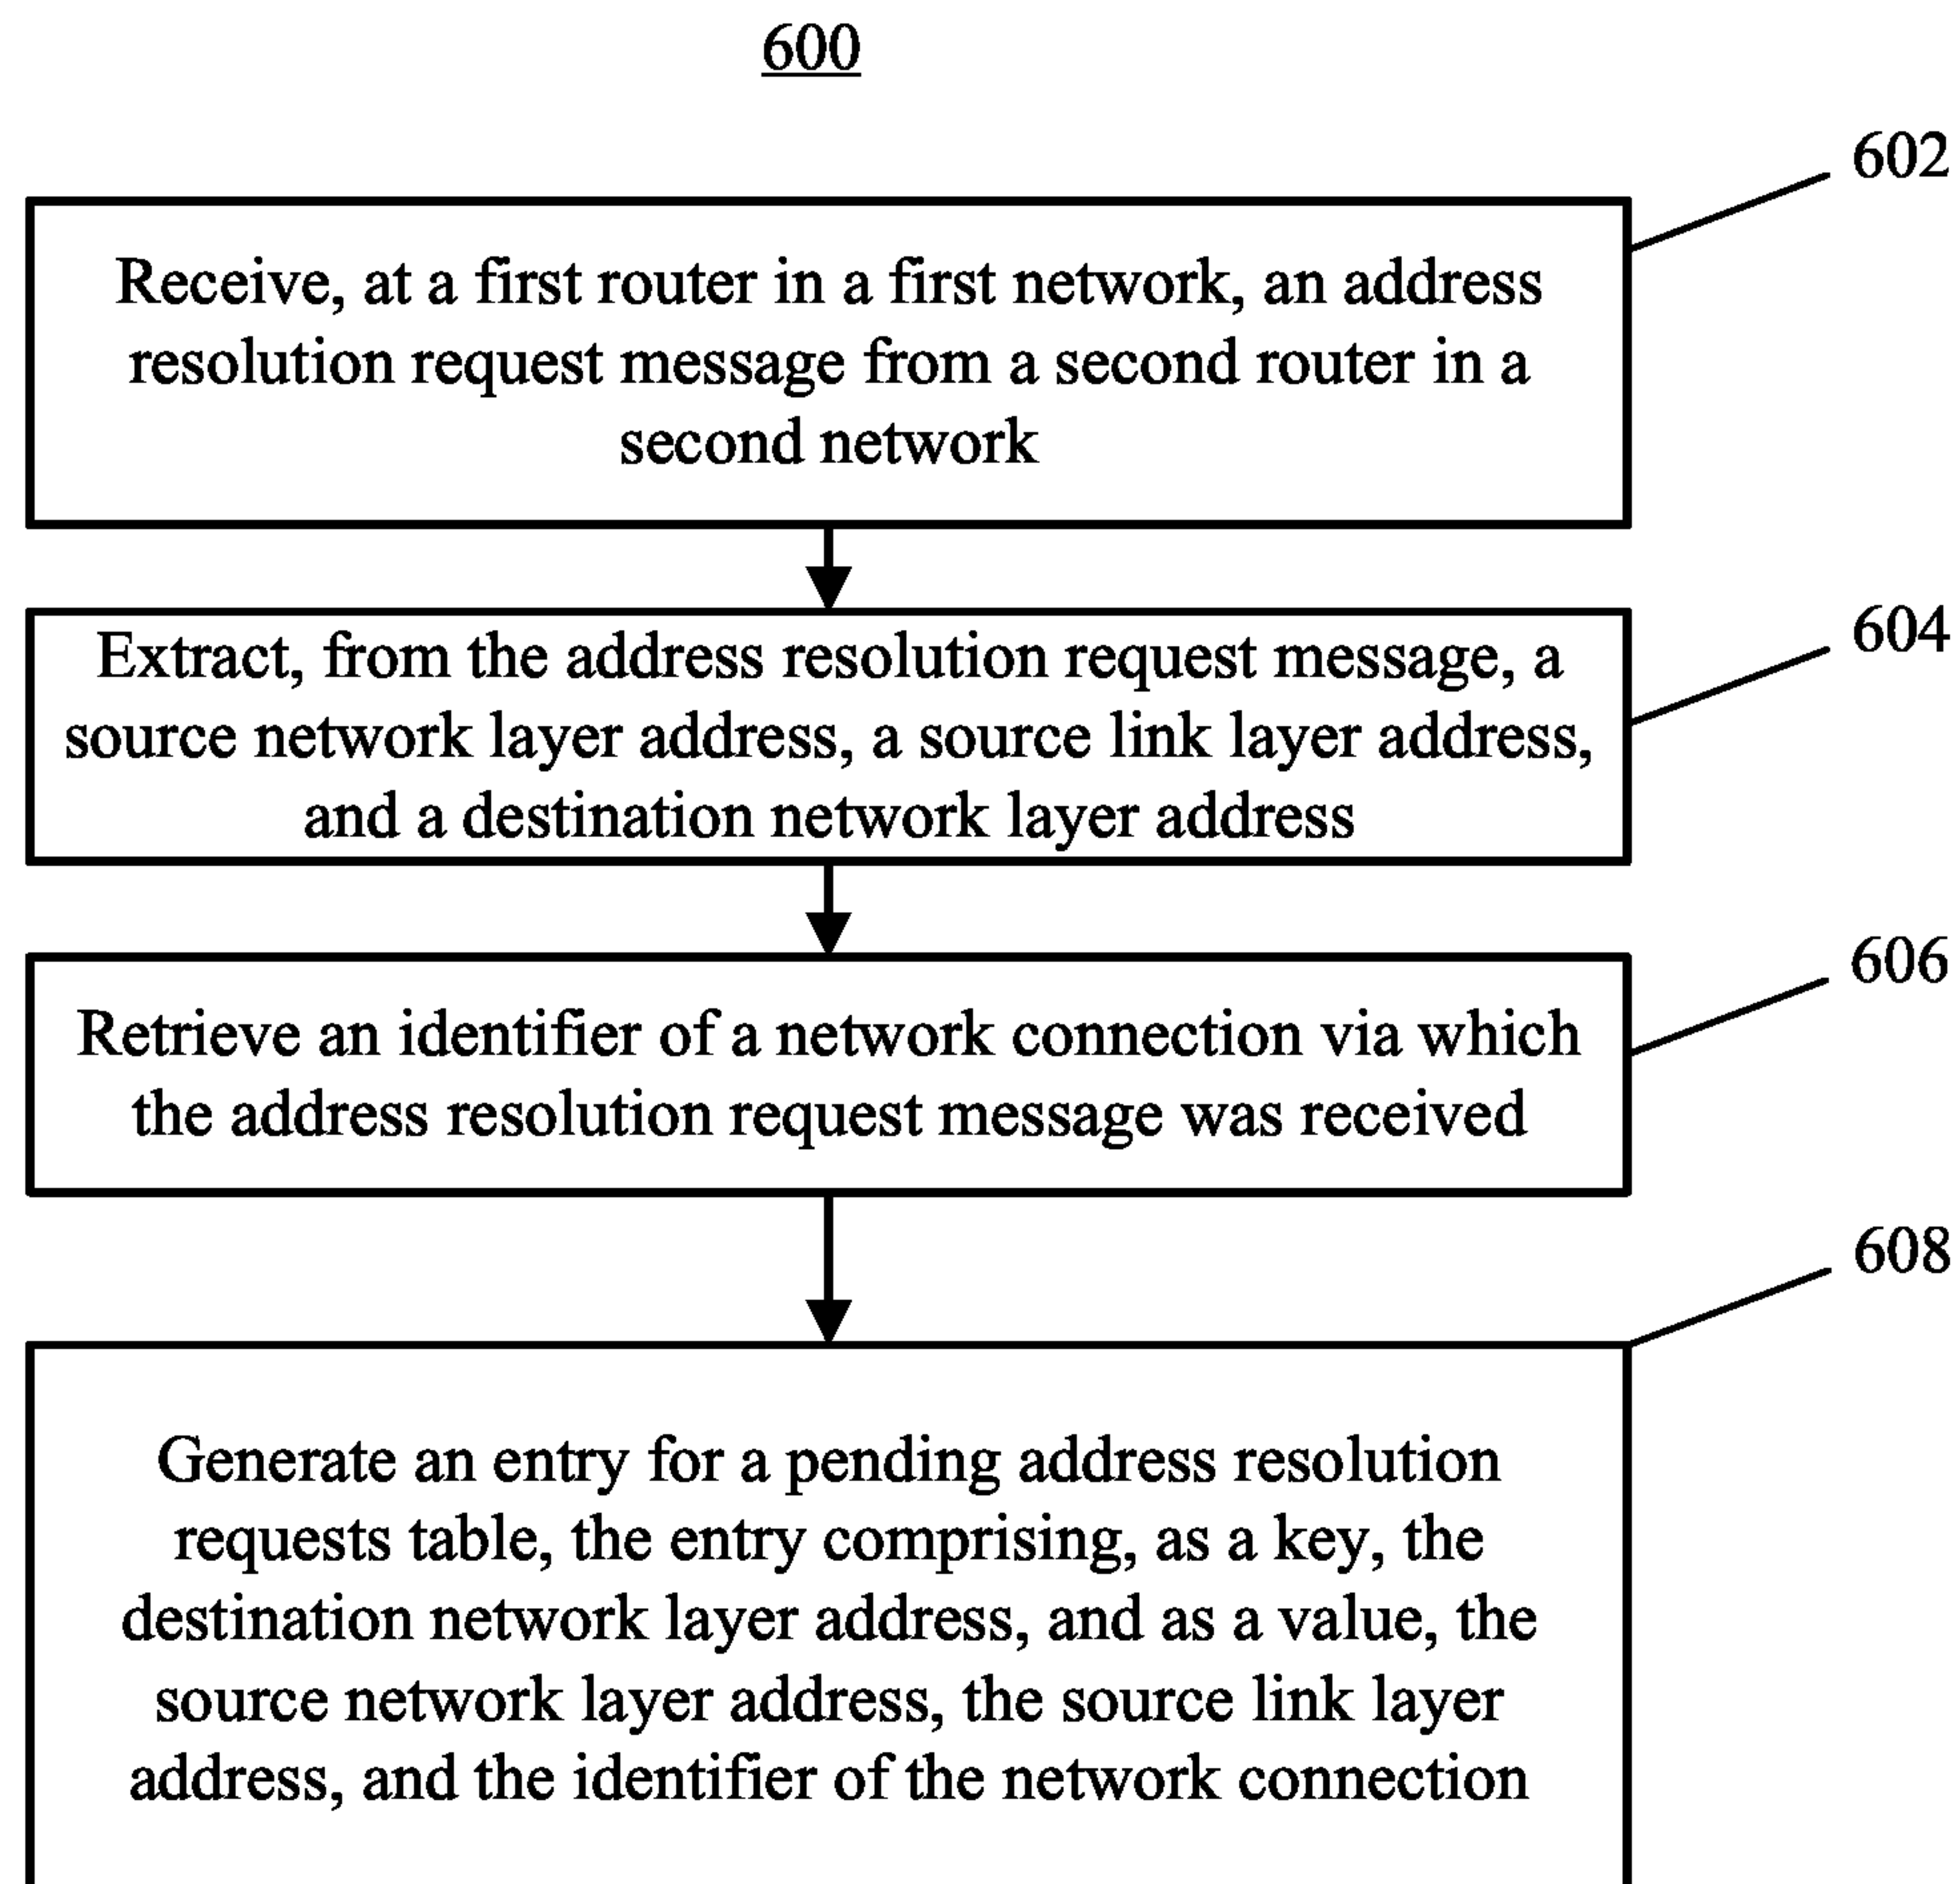 600
602
Receive, at a first router in a first network, an address
resolution request message from a second router in a
second network
604
Extract, from the address resolution request message, a
source network layer address, a source link layer address,
and a destination network layer address
606
Retrieve an identifier of a network connection via which
the address resolution request message was received
608
Generate an entry for a pending address resolution
requests table, the entry comprising, as a key, the
destination network layer address, and as a value, the
source network layer address, the source link layer
address, and the identifier of the network connection